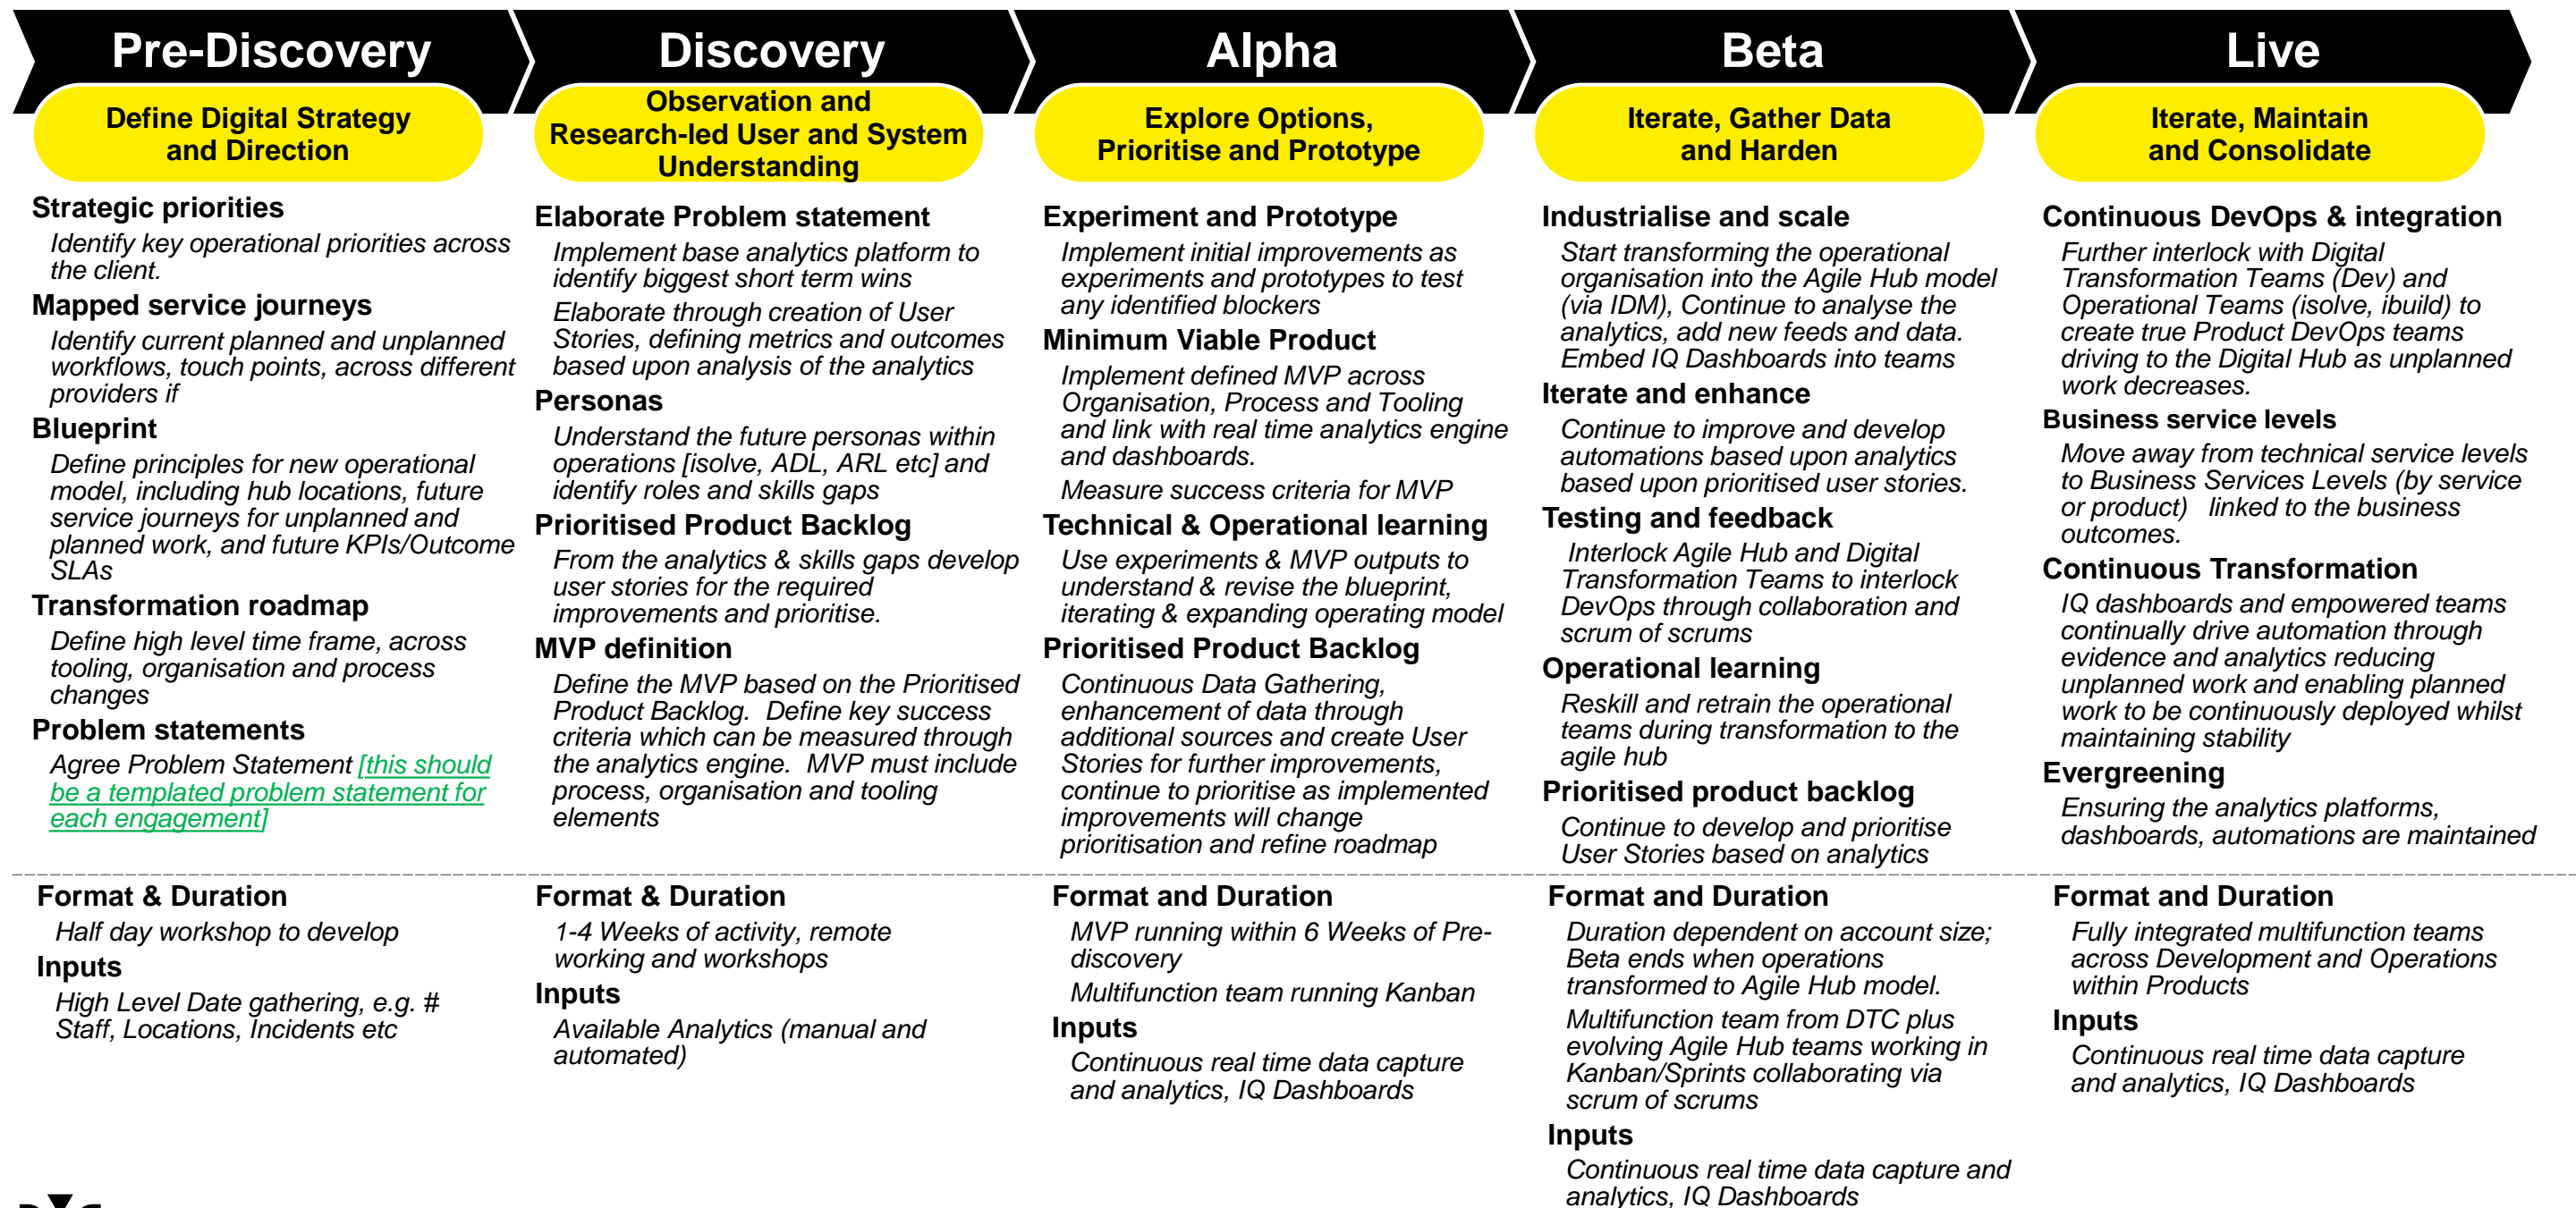 Pre-Discovery
Define Digital Strategy
and Direction
Strategic priorities
Identify key operational priorities across
the client.
Mapped service journeys
Identify current planned and unplanned
workflows, touch points, across different
providers if
Blueprint
Define principles for new operational
model, including hub locations, future
service journeys for unplanned and
planned work, and future KPIs/Outcome
SLAs
Transformation roadmap
Define high level time frame, across
tooling, organisation and process
changes
Problem statements
Agree Problem Statement [this should
be a templated problem statement for
each engagement]
Format & Duration
Half day workshop to develop
Inputs
High Level Date gathering, e.g. #
Staff, Locations, Incidents etc
Discovery
Observation and
Research-led User and System
Understanding
Elaborate Problem statement
Implement base analytics platform to
identify biggest short term wins
Elaborate through creation of User
Stories, defining metrics and outcomes
based upon analysis of the analytics
Personas
Understand the future personas within
operations [isolve, ADL, ARL etc] and
identify roles and skills gaps
Prioritised Product Backlog
From the analytics & skills gaps develop
user stories for the required
improvements and prioritise.
MVP definition
Define the MVP based on the Prioritised
Product Backlog. Define key success
criteria which can be measured through
the analytics engine. MVP must include
process, organisation and tooling
elements
Format & Duration
1-4 Weeks of activity, remote
working and workshops
Inputs
Available Analytics (manual and
automated)
Alpha
Explore Options,
Prioritise and Prototype
Experiment and Prototype
Implement initial improvements as
experiments and prototypes to test
any identified blockers
Minimum Viable Product
Implement defined MVP across
Organisation, Process and Tooling
and link with real time analytics engine
and dashboards.
Measure success criteria for MVP
Technical & Operational learning
Use experiments & MVP outputs to
understand & revise the blueprint,
iterating & expanding operating model
Prioritised Product Backlog
Continuous Data Gathering,
enhancement of data through
additional sources and create User
Stories for further improvements,
continue to prioritise as implemented
improvements will change
prioritisation and refine roadmap
Format and Duration
MVP running within 6 Weeks of Pre-
discovery
Multifunction team running Kanban
Inputs
Continuous real time data capture
and analytics, IQ Dashboards
Beta
Iterate, Gather Data
and Harden
Industrialise and scale
Start transforming the operational
organisation into the Agile Hub model
(via IDM), Continue to analyse the
analytics, add new feeds and data.
Embed IQ Dashboards into teams
Iterate and enhance
Continue to improve and develop
automations based upon analytics
based upon prioritised user stories.
Testing and feedback
Interlock Agile Hub and Digital
Transformation Teams to interlock
DevOps through collaboration and
scrum of scrums
Operational learning
Reskill and retrain the operational
teams during transformation to the
agile hub
Prioritised product backlog
Continue to develop and prioritise
User Stories based on analytics
Format and Duration
Duration dependent on account size;
Beta ends when operations
transformed to Agile Hub model.
Multifunction team from DTC plus
evolving Agile Hub teams working in
Kanban/Sprints collaborating via
scrum of scrums
Inputs
Continuous real time data capture and
analytics, IQ Dashboards
Live
Iterate, Maintain
and Consolidate
Continuous DevOps & integration
Further interlock with Digital
Transformation Teams (Dev) and
Operational Teams (isolve, ibuild) to
create true Product DevOps teams
driving to the Digital Hub as unplanned
work decreases.
Business service levels
Move away from technical service levels
to Business Services Levels (by service
or product) linked to the business
outcomes.
Continuous Transformation
IQ dashboards and empowered teams
continually drive automation through
evidence and analytics reducing
unplanned work and enabling planned
work to be continuously deployed whilst
maintaining stability
Evergreening
Ensuring the analytics platforms,
dashboards, automations are maintained
Format and Duration
Fully integrated multifunction teams
across Development and Operations
within Products
Inputs
Continuous real time data capture
and analytics, IQ Dashboards